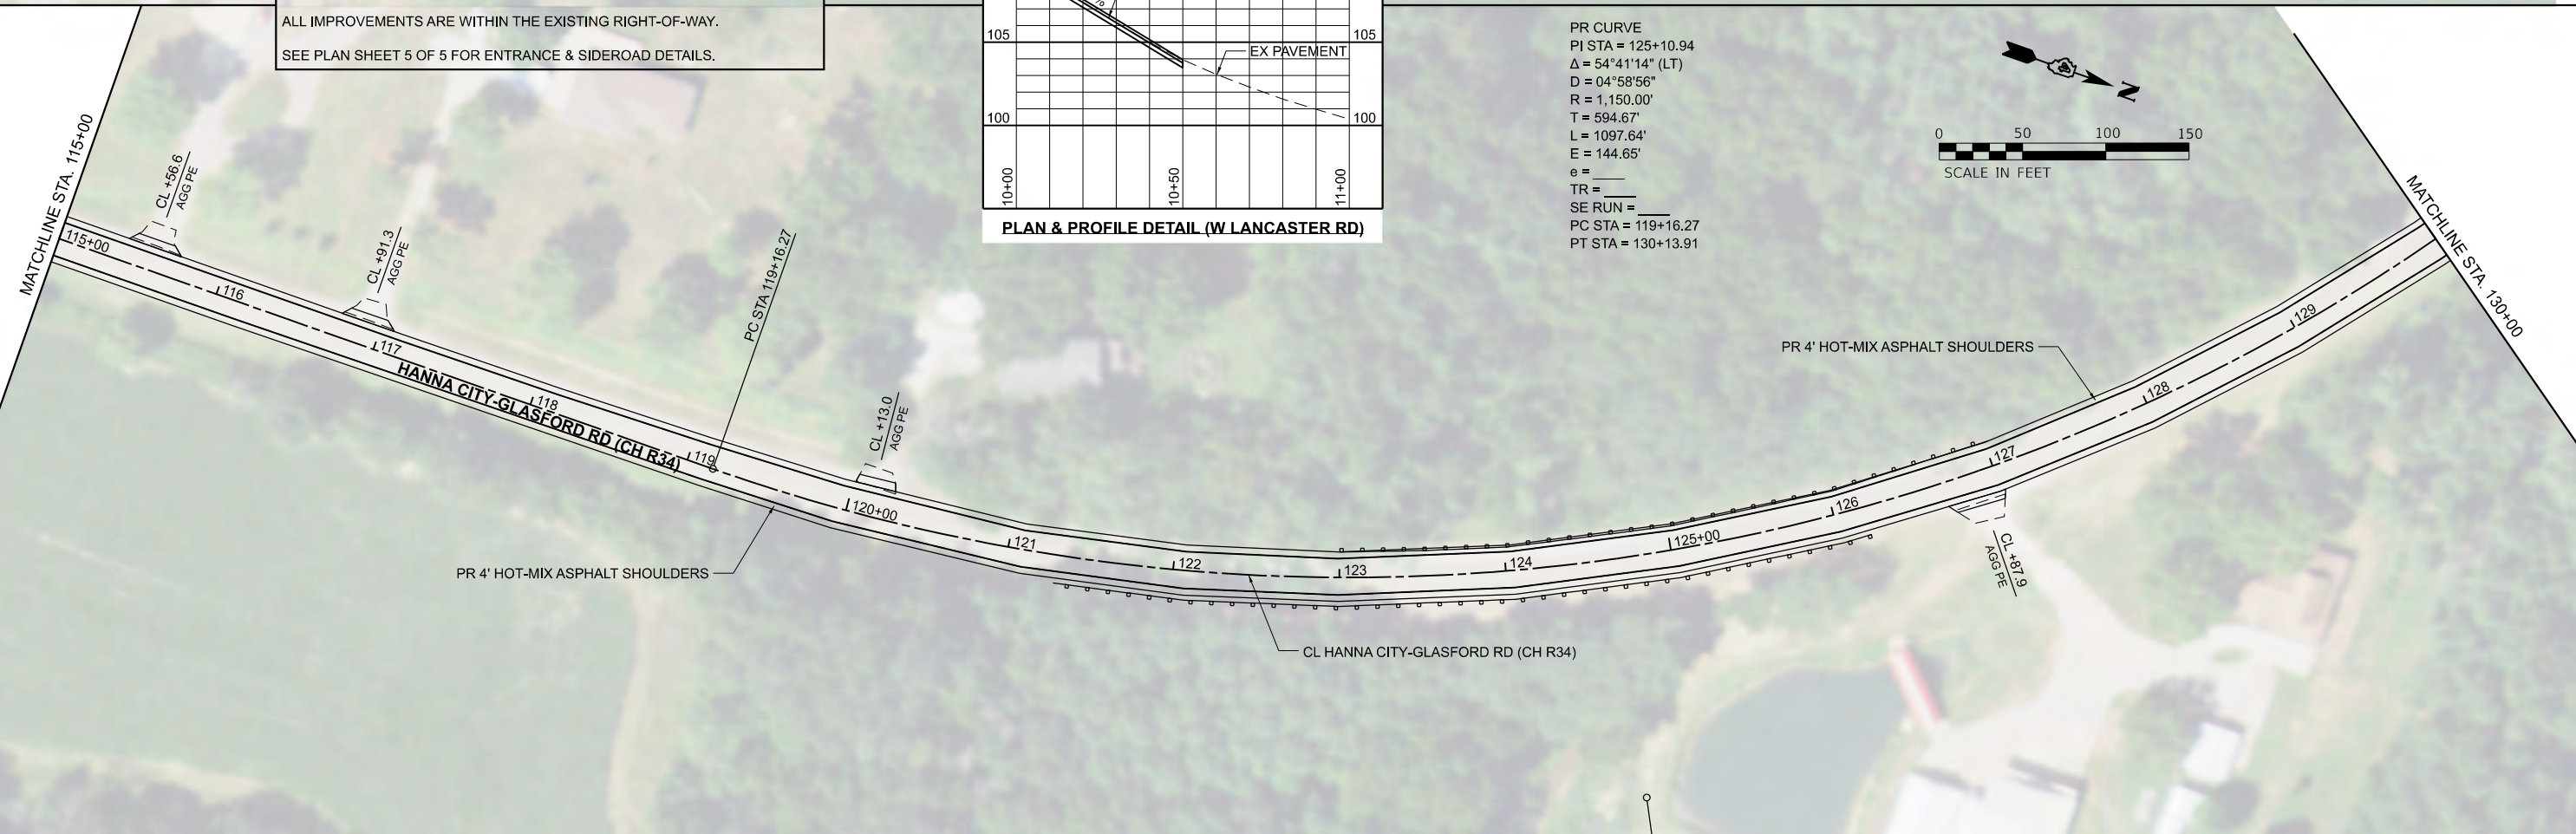 ALL IMPROVEMENTS ARE WITHIN THE EXISTING RIGHT-OF-WAY.
SEE PLAN SHEET 5 OF 5 FOR ENTRANCE & SIDEROAD DETAILS.
105
105
EX PAVEMENT
100
100
10+00
10+50
11+00
PLAN & PROFILE DETAIL (W LANCASTER RD)
PR CURVE
PI STA = 125+10.94
Δ = 54°41'14" (LT)
D = 04°58'56"
R = 1,150.00'
T = 594.67'
L = 1097.64'
E = 144.65'
e = ____
TR = ____
SE RUN = ____
PC STA = 119+16.27
PT STA = 130+13.91
N
0 50 100 150
SCALE IN FEET
MATCHLINE STA. 115+00
CL +56.6
AGG PE
CL +91.3
AGG PE
PC STA 119+16.27
CL +13.0
AGG PE
115+00
116
117
118
119
120+00
121
122
123
124
125+00
126
127
128
129
HANNA CITY-GLASFORD RD (CH R34)
PR 4' HOT-MIX ASPHALT SHOULDERS
PR 4' HOT-MIX ASPHALT SHOULDERS
CL HANNA CITY-GLASFORD RD (CH R34)
CL +87.9
AGG PE
MATCHLINE STA. 130+00